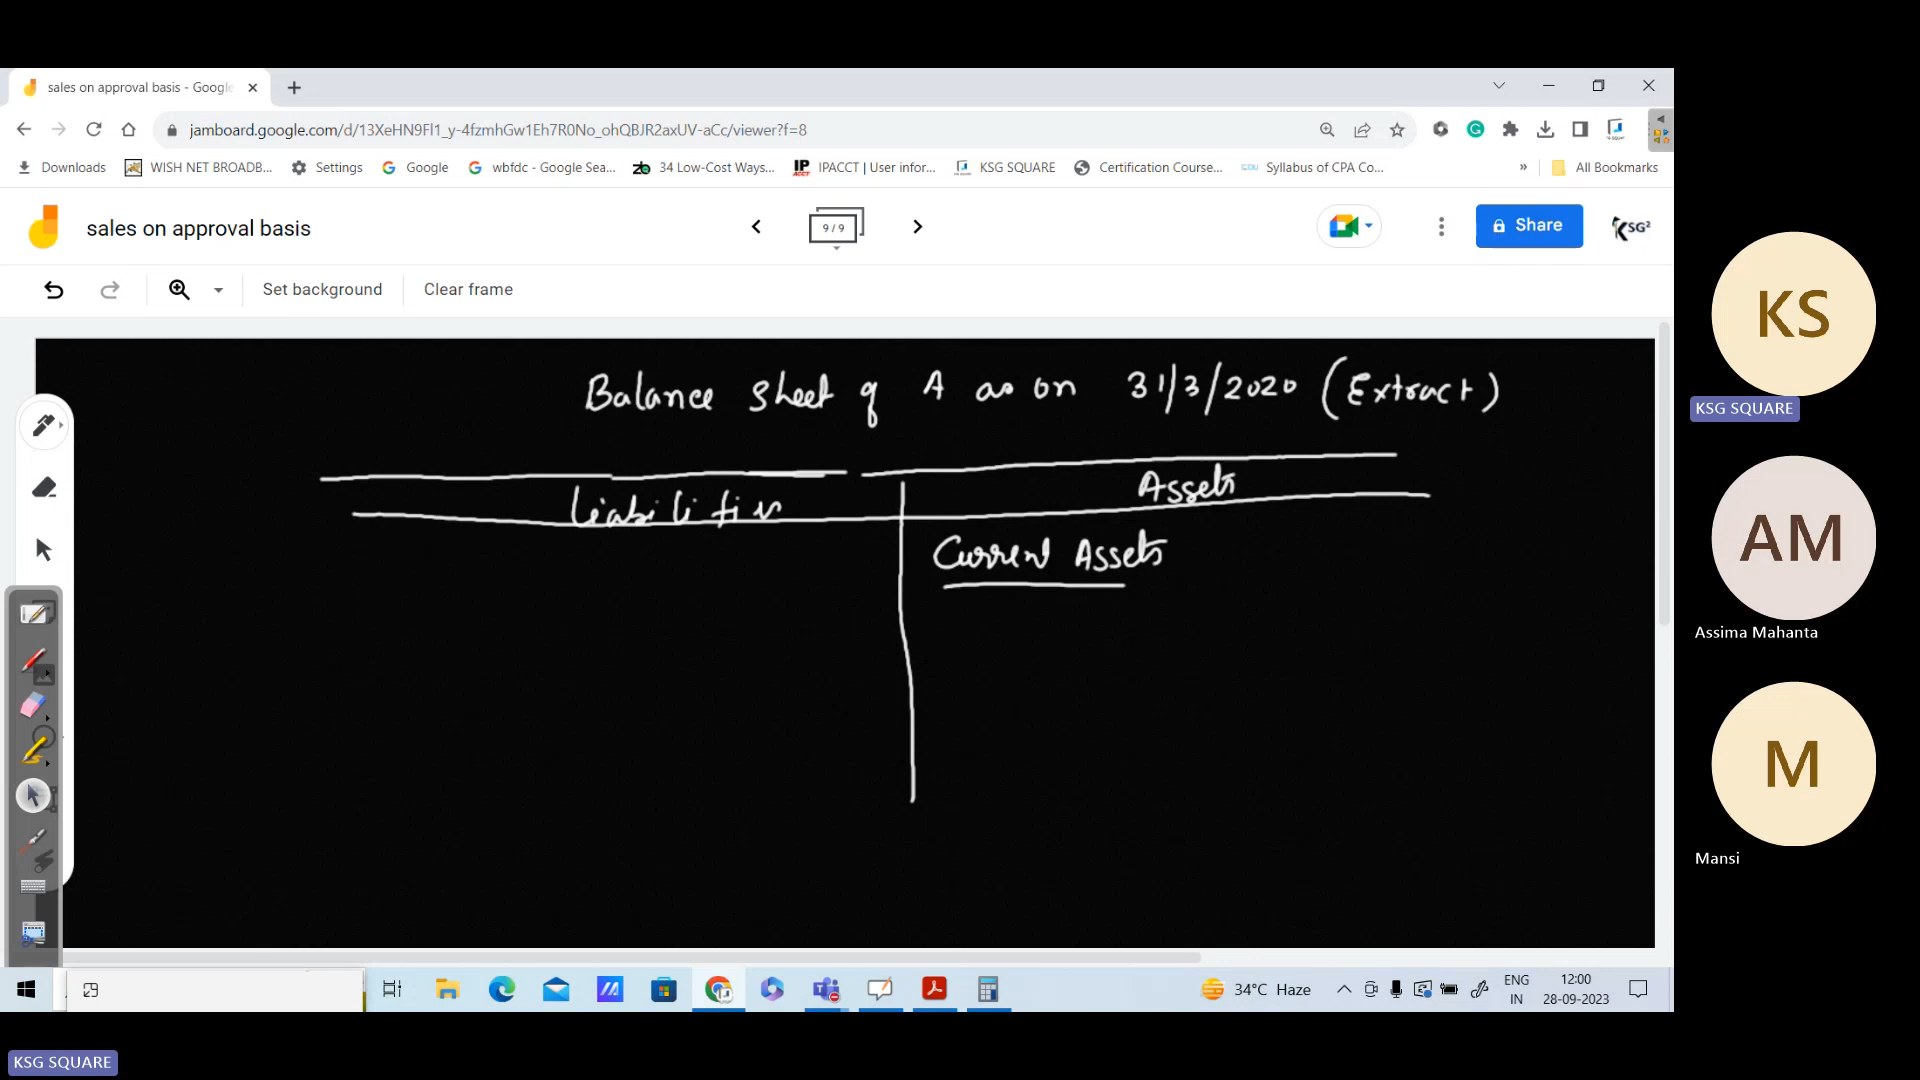 sales on approval basis - Google
jamboard.google.com/d/13XeHN9Fl1_y-4fzmhGw1Eh7R0No_ohQBJR2axUV-aCc/viewer?f=8
Downloads WISH NET BROADB... Settings Google wbfdc - Google Sea... 34 Low-Cost Ways... IPACCT | User infor... KSG SQUARE Certification Course... Syllabus of CPA Co... » All Bookmarks
sales on approval basis
9 / 9
Share
KSG²
Set background Clear frame
Balance Sheet of A as on 31/3/2020 (Extract)
Liabilities Assets
Current Assets
KS
KSG SQUARE
AM
Assima Mahanta
M
Mansi
34°C Haze
ENG
IN
12:00
28-09-2023
KSG SQUARE